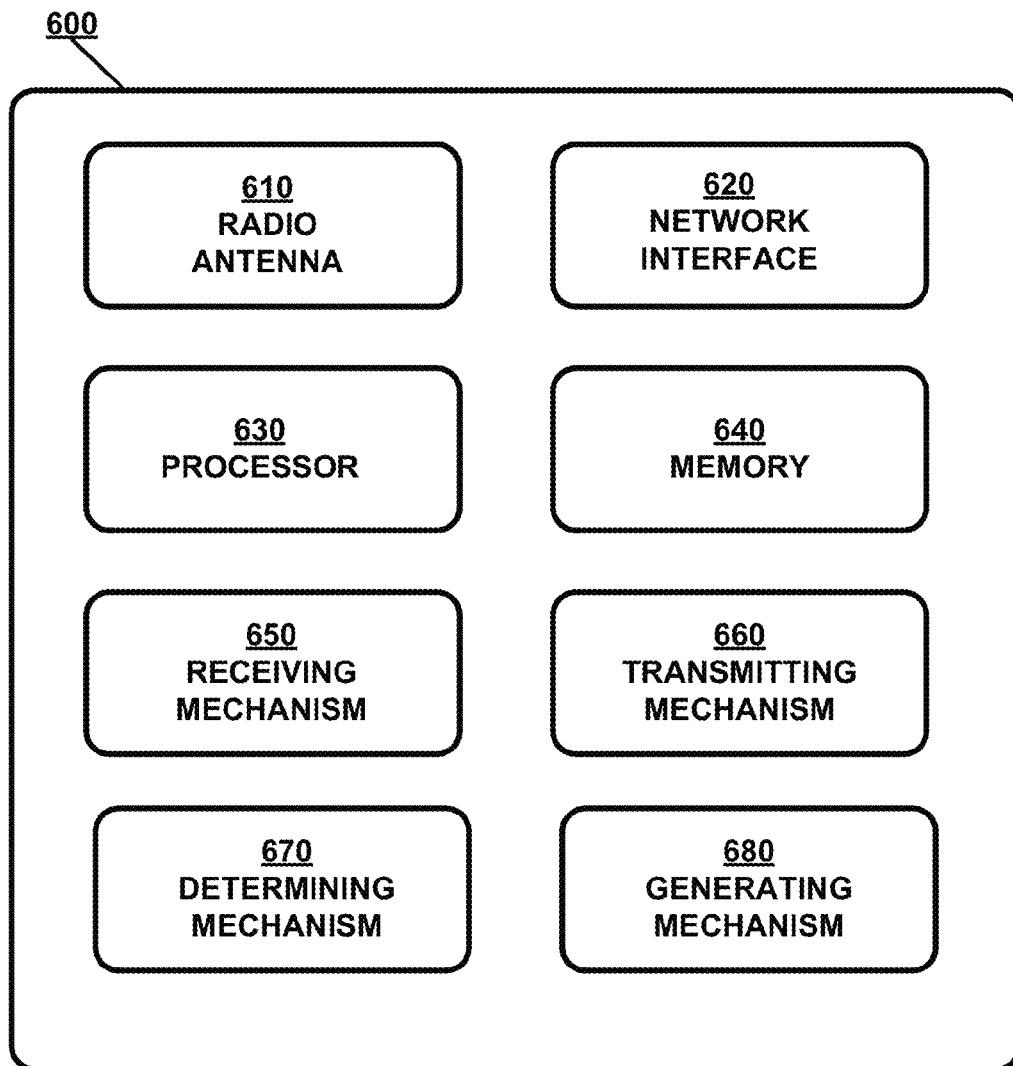 600
610
RADIO
ANTENNA
620
NETWORK
INTERFACE
630
PROCESSOR
640
MEMORY
650
RECEIVING
MECHANISM
660
TRANSMITTING
MECHANISM
670
DETERMINING
MECHANISM
680
GENERATING
MECHANISM